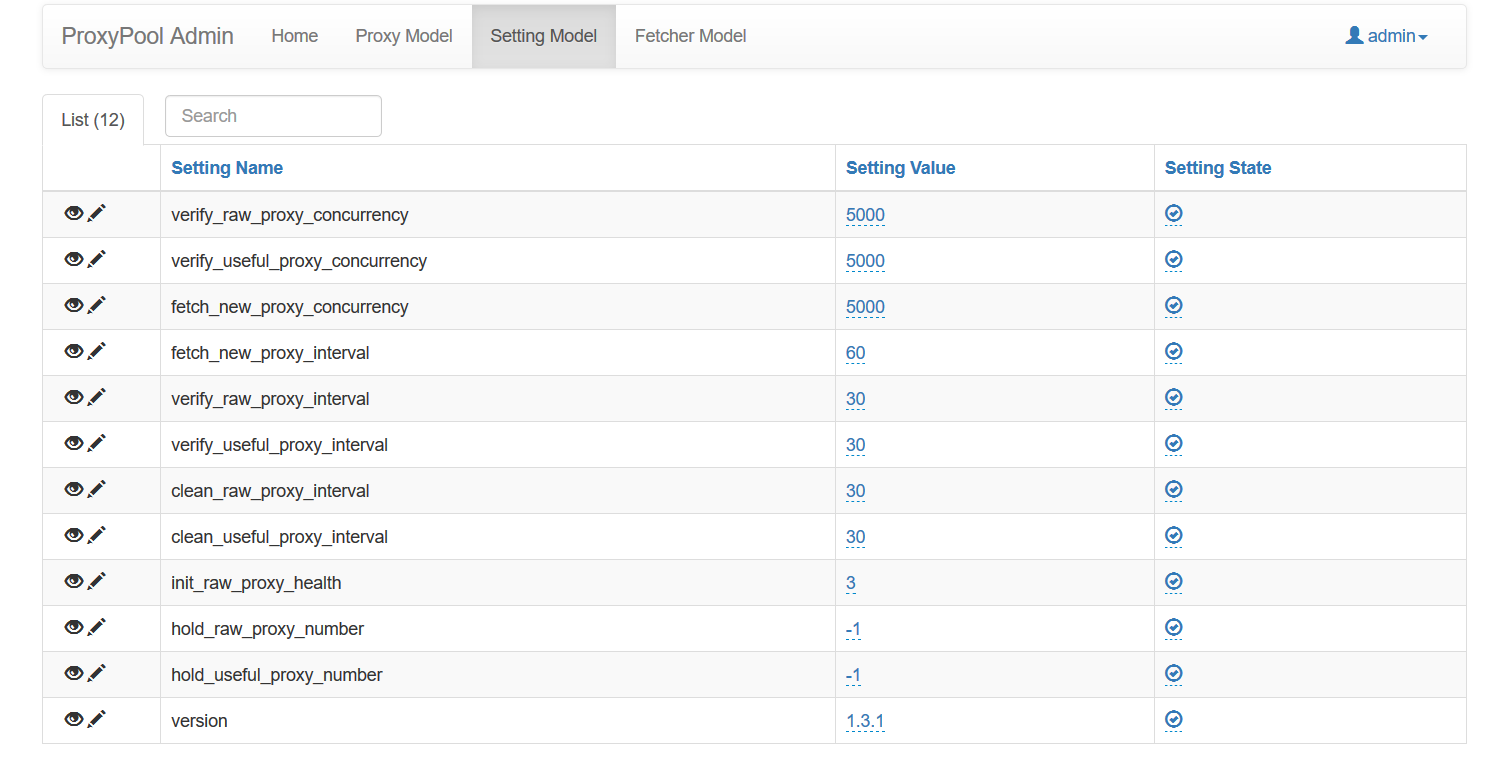 ProxyPool Admin Home Proxy Model Setting Model Fetcher Model admin
List (12) Search
Setting Name Setting Value Setting State
verify_raw_proxy_concurrency 5000
verify_useful_proxy_concurrency 5000
fetch_new_proxy_concurrency 5000
fetch_new_proxy_interval 60
verify_raw_proxy_interval 30
verify_useful_proxy_interval 30
clean_raw_proxy_interval 30
clean_useful_proxy_interval 30
init_raw_proxy_health 3
hold_raw_proxy_number -1
hold_useful_proxy_number -1
version 1.3.1